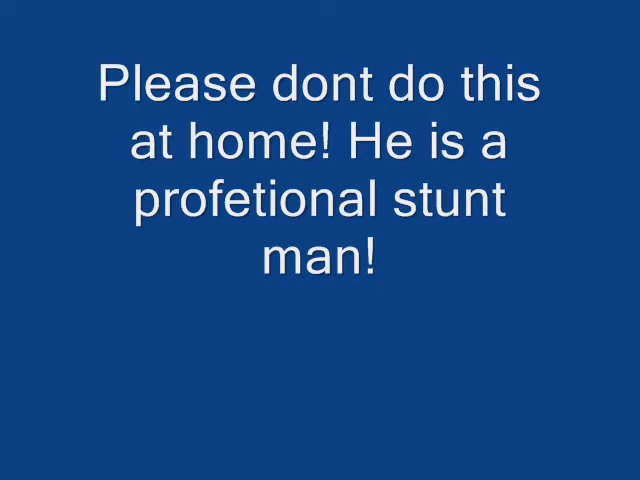 Please dont do this
at home! He is a
profetional stunt
man!